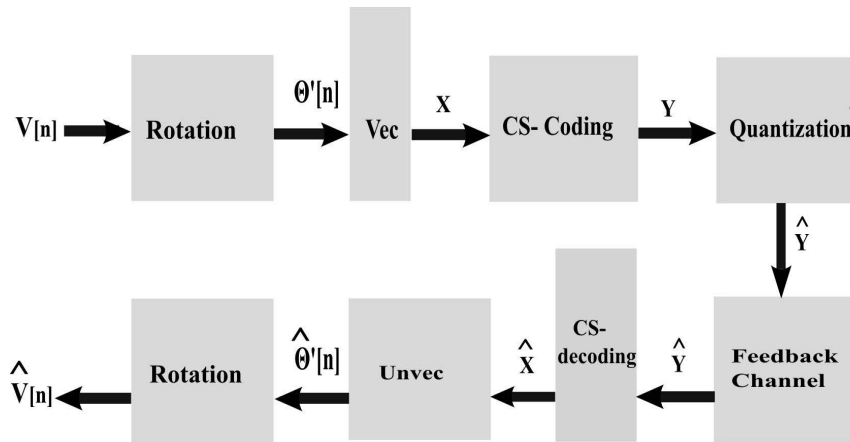 V[n]
Rotation
Θ'[n]
Vec
X
CS- Coding
Y
Quantization
^
Y
Feedback
Channel
^
Y
CS-
decoding
^
X
Unvec
^
Θ'[n]
Rotation
^
V[n]